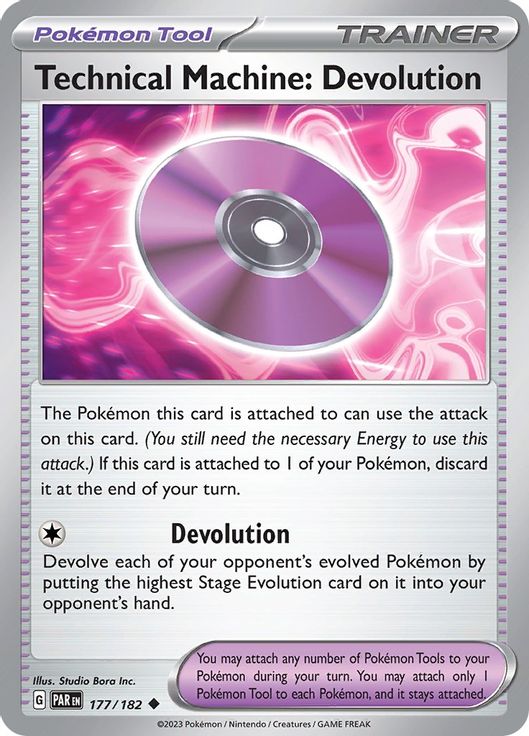 Pokémon Tool
TRAINER
Technical Machine: Devolution
The Pokémon this card is attached to can use the attack
on this card. (You still need the necessary Energy to use this
attack.) If this card is attached to 1 of your Pokémon, discard
it at the end of your turn.
Devolution
Devolve each of your opponent's evolved Pokémon by
putting the highest Stage Evolution card on it into your
opponent's hand.
You may attach any number of Pokémon Tools to your
Pokémon during your turn. You may attach only 1
Pokémon Tool to each Pokémon, and it stays attached.
Illus. Studio Bora Inc.
G PAR EN 177/182 ◆
©2023 Pokémon / Nintendo / Creatures / GAME FREAK